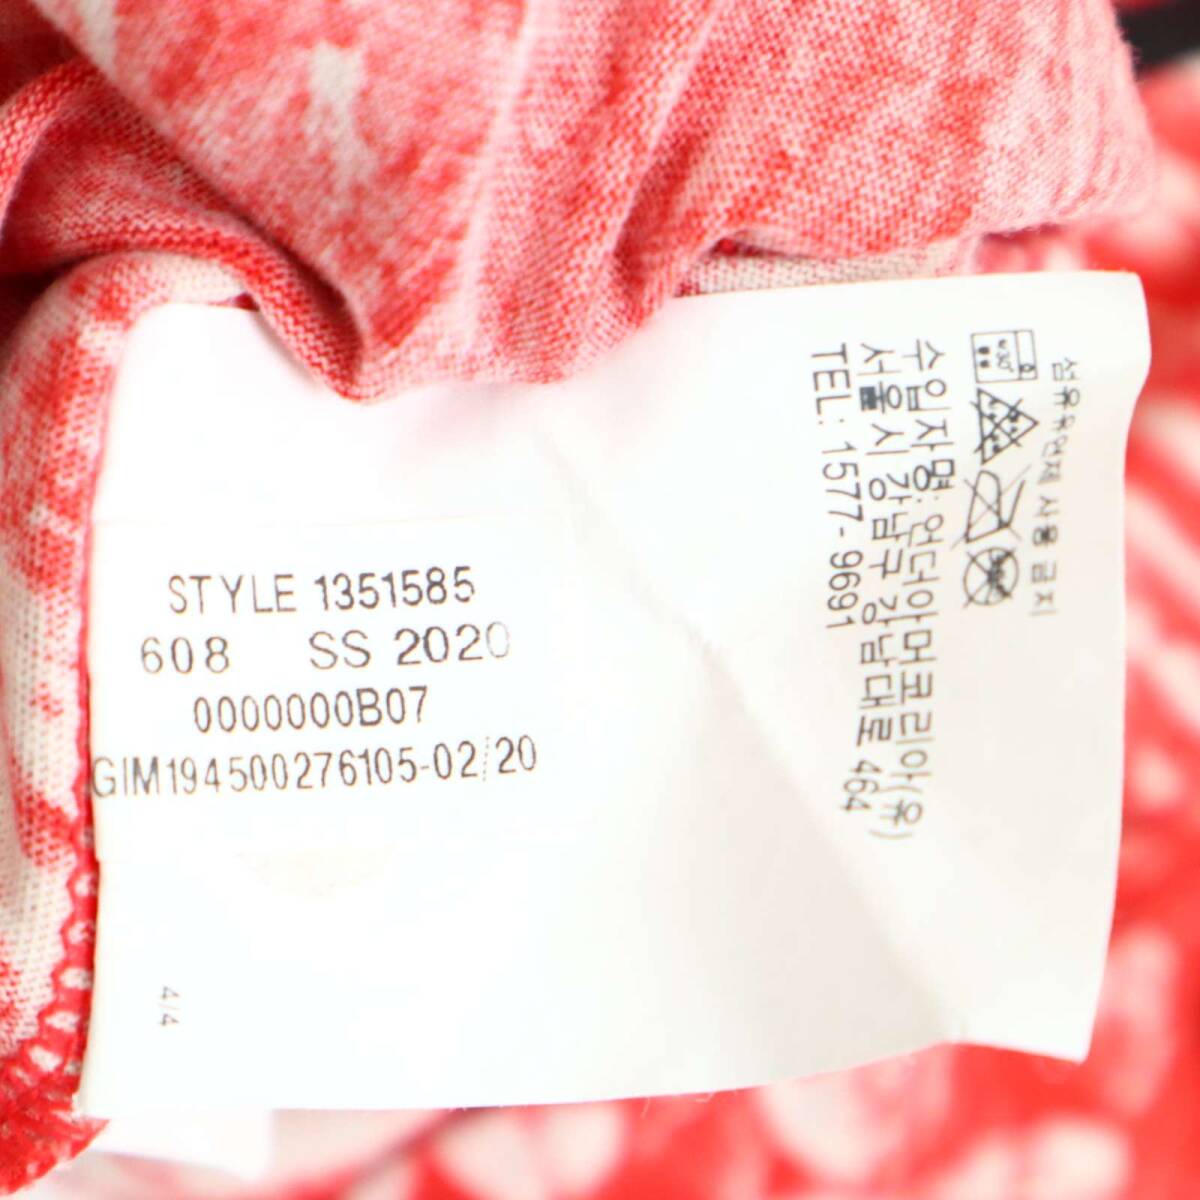 STYLE 1351585
608 SS 2020
0000000B07
GIM194500276105-02/20
4/4
섬유유연제 사용 금지
수입자명: 언더아머코리아(유)
서울시 강남구 강남대로 464
TEL: 1577-9691